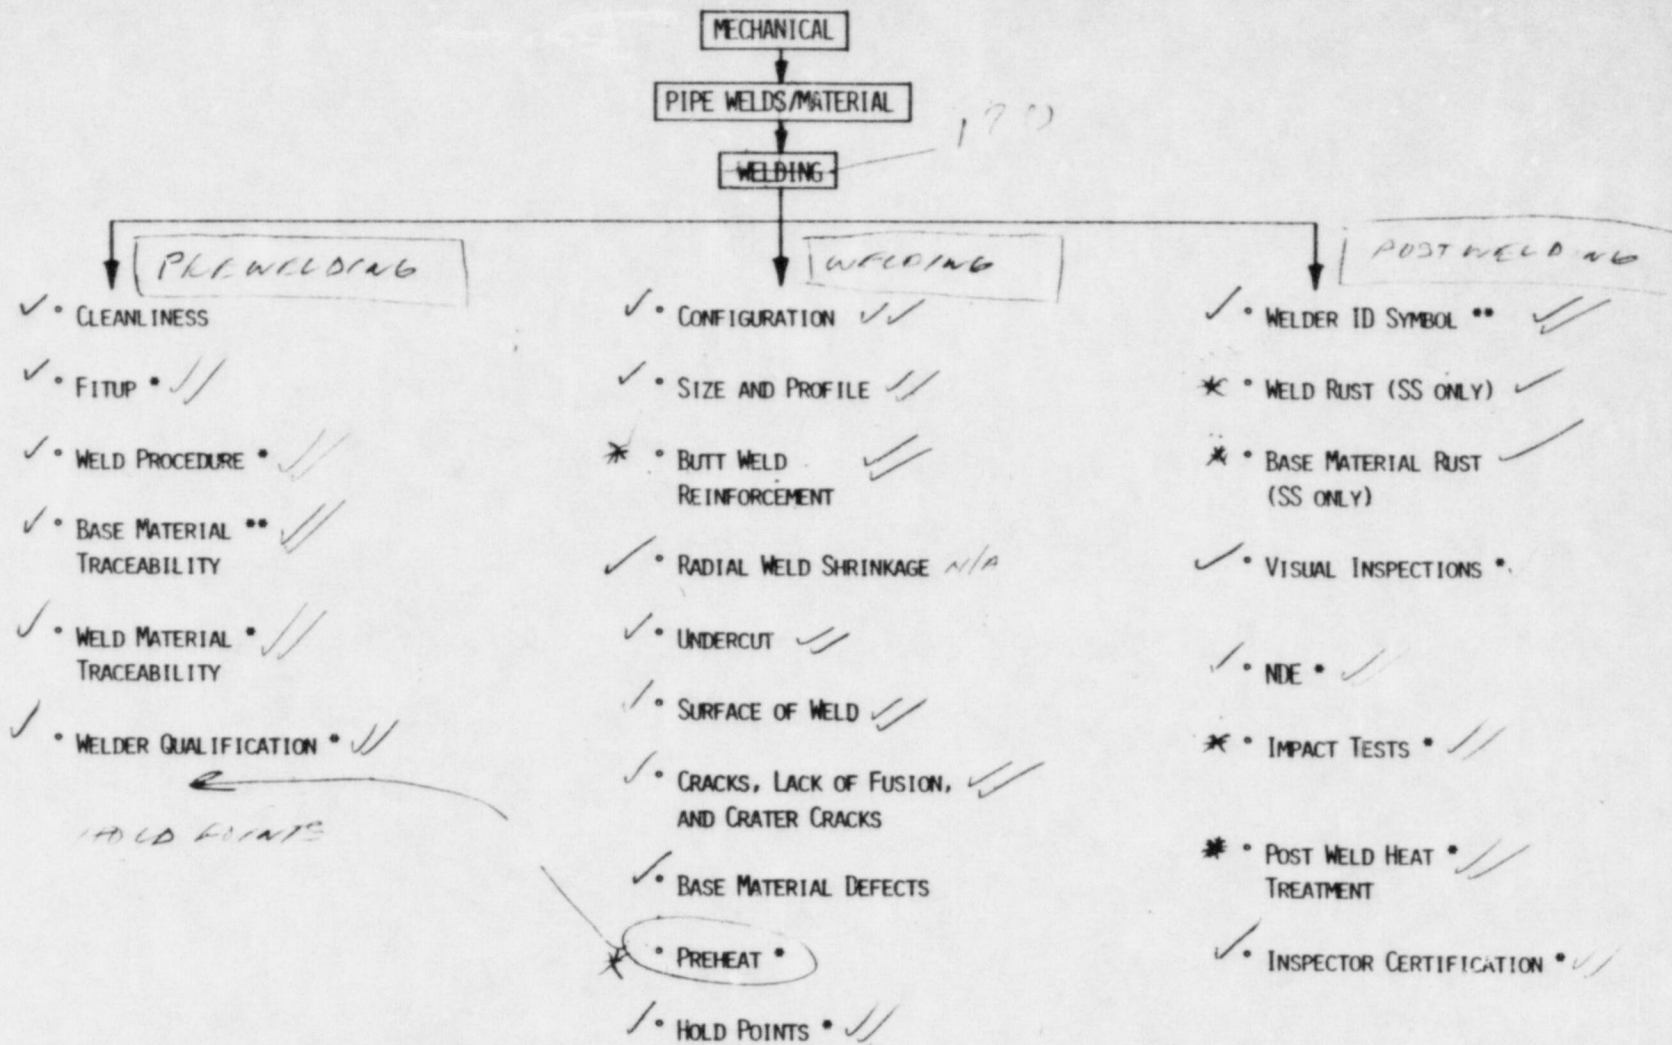 MECHANICAL
PIPE WELDS/MATERIAL
WELDING
PREWELDING
✓ ° CLEANLINESS
✓ ° FITUP * ✓✓
✓ ° WELD PROCEDURE * ✓✓
✓ ° BASE MATERIAL ** ✓✓
TRACEABILITY
✓ ° WELD MATERIAL * ✓✓
TRACEABILITY
✓ ° WELDER QUALIFICATION * ✓✓
HOLD POINTS
WELDING
✓ ° CONFIGURATION ✓✓
✓ ° SIZE AND PROFILE ✓✓
* ° BUTT WELD ✓✓
REINFORCEMENT
✓ ° RADIAL WELD SHRINKAGE N/A
✓ ° UNDERCUT ✓✓
✓ ° SURFACE OF WELD ✓✓
✓ ° CRACKS, LACK OF FUSION, ✓✓
AND CRATER CRACKS
✓ ° BASE MATERIAL DEFECTS
* ° PREHEAT *
✓ ° HOLD POINTS * ✓✓
POSTWELDING
✓ ° WELDER ID SYMBOL ** ✓✓
* ° WELD RUST (SS ONLY) ✓
* ° BASE MATERIAL RUST ✓
(SS ONLY)
✓ ° VISUAL INSPECTIONS *
✓ ° NDE * ✓✓
* ° IMPACT TESTS * ✓✓
* ° POST WELD HEAT * ✓✓
TREATMENT
✓ ° INSPECTOR CERTIFICATION * ✓✓